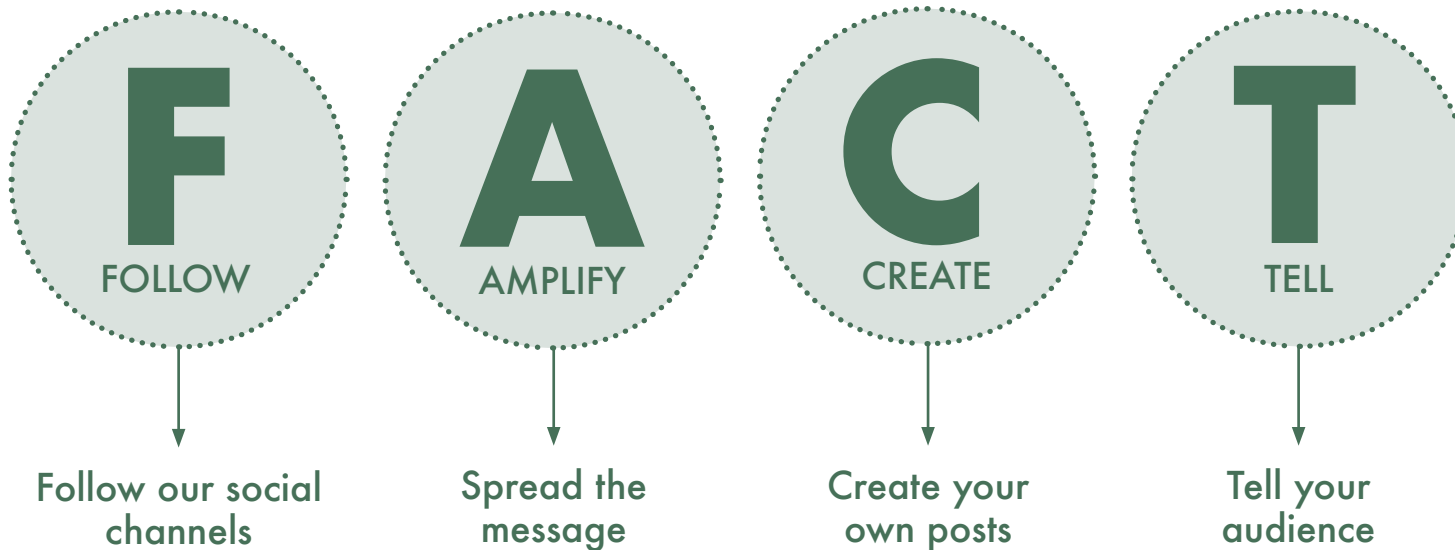 F
FOLLOW
Follow our social
channels
A
AMPLIFY
Spread the
message
C
CREATE
Create your
own posts
T
TELL
Tell your
audience